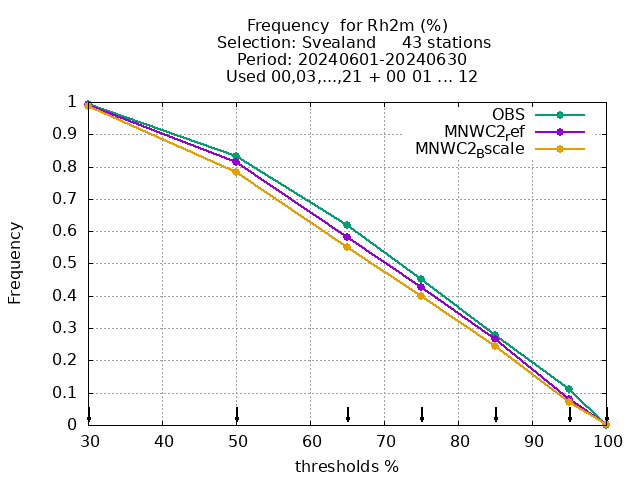 Frequency  for Rh2m (%)
Selection: Svealand     43 stations
Period: 20240601-20240630
Used 00,03,...,21 + 00 01 ... 12
OBS
MNWC2_ref
MNWC2_Bscale
1
0.9
0.8
0.7
0.6
0.5
0.4
0.3
0.2
0.1
0
Frequency
30 40 50 60 70 80 90 100
thresholds %